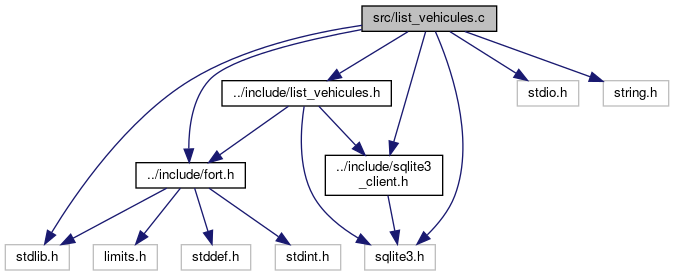 src/list_vehicules.c
../include/list_vehicules.h
stdio.h
string.h
../include/fort.h
../include/sqlite3
_client.h
stdlib.h
limits.h
stddef.h
stdint.h
sqlite3.h